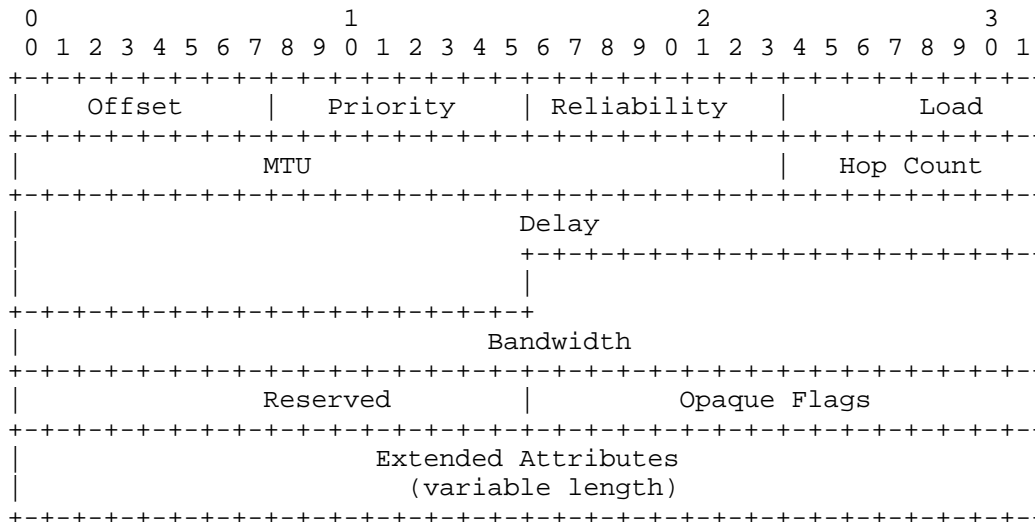 0                   1                   2                   3
 0 1 2 3 4 5 6 7 8 9 0 1 2 3 4 5 6 7 8 9 0 1 2 3 4 5 6 7 8 9 0 1
+-+-+-+-+-+-+-+-+-+-+-+-+-+-+-+-+-+-+-+-+-+-+-+-+-+-+-+-+-+-+-+-
|    Offset     |   Priority    | Reliability   |        Load
+-+-+-+-+-+-+-+-+-+-+-+-+-+-+-+-+-+-+-+-+-+-+-+-+-+-+-+-+-+-+-+-
|               MTU                             |   Hop Count
+-+-+-+-+-+-+-+-+-+-+-+-+-+-+-+-+-+-+-+-+-+-+-+-+-+-+-+-+-+-+-+-
|                               Delay
|                               +-+-+-+-+-+-+-+-+-+-+-+-+-+-+-+-
|                               |
+-+-+-+-+-+-+-+-+-+-+-+-+-+-+-+-+
|                             Bandwidth
+-+-+-+-+-+-+-+-+-+-+-+-+-+-+-+-+-+-+-+-+-+-+-+-+-+-+-+-+-+-+-+-
|               Reserved        |         Opaque Flags
+-+-+-+-+-+-+-+-+-+-+-+-+-+-+-+-+-+-+-+-+-+-+-+-+-+-+-+-+-+-+-+-
|                      Extended Attributes
|                        (variable length)
+-+-+-+-+-+-+-+-+-+-+-+-+-+-+-+-+-+-+-+-+-+-+-+-+-+-+-+-+-+-+-+-